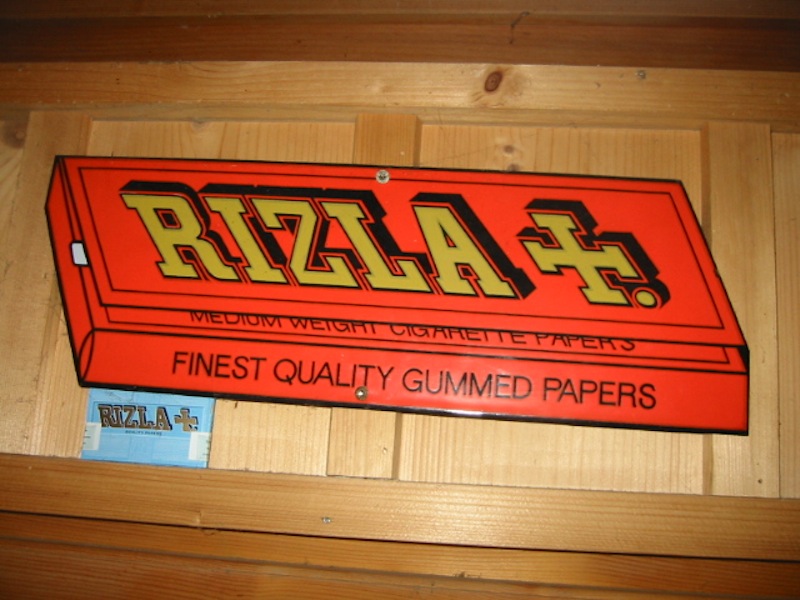 RIZLA +.
MEDIUM WEIGHT CIGARETTE PAPERS
FINEST QUALITY GUMMED PAPERS
RIZLA +.